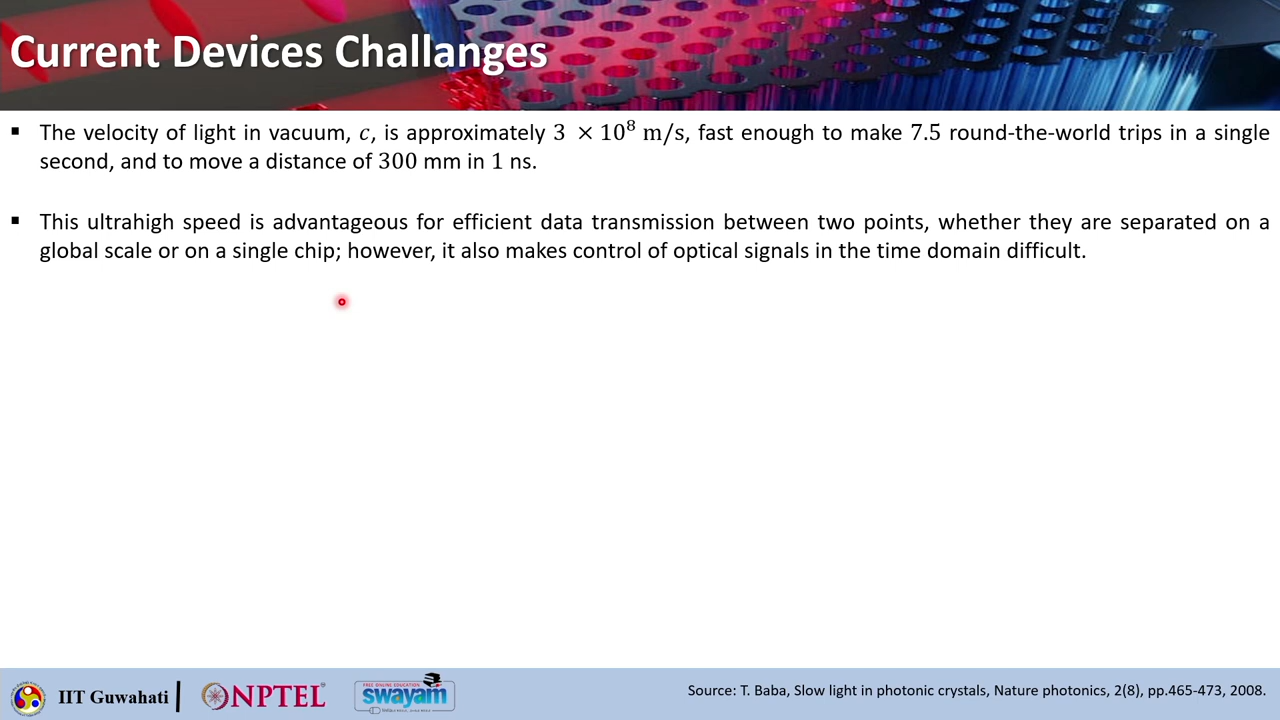 Current Devices Challanges
▪ The velocity of light in vacuum, c, is approximately 3 × 10⁸ m/s, fast enough to make 7.5 round-the-world trips in a single
second, and to move a distance of 300 mm in 1 ns.
▪ This ultrahigh speed is advantageous for efficient data transmission between two points, whether they are separated on a
global scale or on a single chip; however, it also makes control of optical signals in the time domain difficult.
IIT Guwahati
NPTEL
FREE ONLINE EDUCATION
swayam
Source: T. Baba, Slow light in photonic crystals, Nature photonics, 2(8), pp.465-473, 2008.